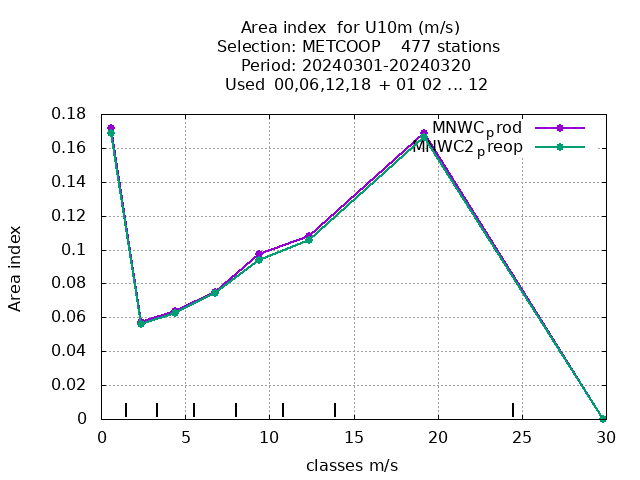 Area index  for U10m (m/s)
Selection: METCOOP    477 stations
Period: 20240301-20240320
Used  00,06,12,18  + 01 02 ... 12
0.18
0.16
0.14
0.12
0.1
0.08
0.06
0.04
0.02
0
0 5 10 15 20 25 30
MNWCprod
MNWC2preop
Area index
classes m/s